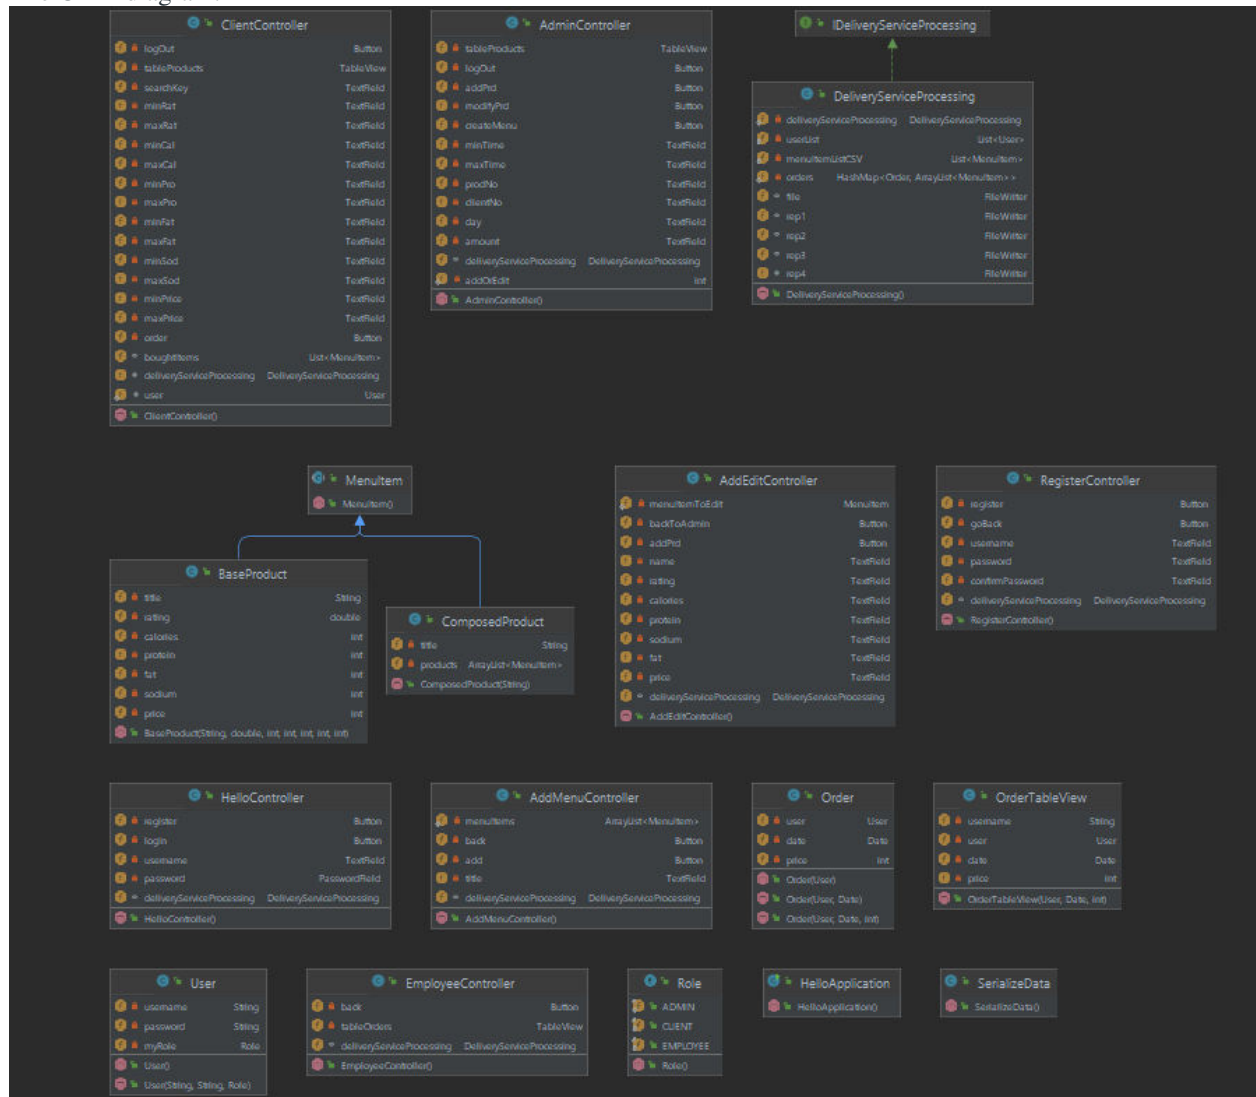 ClientController
logOut Button
tableProducts TableView
searchKey TextField
minRat TextField
maxRat TextField
minCal TextField
maxCal TextField
minPro TextField
maxPro TextField
minFat TextField
maxFat TextField
minSod TextField
maxSod TextField
minPrice TextField
maxPrice TextField
order Button
boughtItems List<MenuItem>
deliveryServiceProcessing DeliveryServiceProcessing
user User
ClientController()
AdminController
tableProducts TableView
logOut Button
addPrd Button
modifyPrd Button
createMenu Button
minTime TextField
maxTime TextField
prodNo TextField
clientNo TextField
day TextField
amount TextField
deliveryServiceProcessing DeliveryServiceProcessing
addOrEdit int
AdminController()
IDeliveryServiceProcessing
DeliveryServiceProcessing
deliveryServiceProcessing DeliveryServiceProcessing
userList List<User>
menuItemListCSV List<MenuItem>
orders HashMap<Order, ArrayList<MenuItem>>
file FileWriter
rep1 FileWriter
rep2 FileWriter
rep3 FileWriter
rep4 FileWriter
DeliveryServiceProcessing()
MenuItem
MenuItem()
BaseProduct
title String
rating double
calories int
protein int
fat int
sodium int
price int
BaseProduct(String, double, int, int, int, int, int)
ComposedProduct
title String
products ArrayList<MenuItem>
ComposedProduct(String)
AddEditController
menuItemToEdit MenuItem
backToAdmin Button
addPrd Button
name TextField
rating TextField
calories TextField
protein TextField
sodium TextField
fat TextField
price TextField
deliveryServiceProcessing DeliveryServiceProcessing
AddEditController()
RegisterController
register Button
goBack Button
username TextField
password TextField
confirmPassword TextField
deliveryServiceProcessing DeliveryServiceProcessing
RegisterController()
HelloController
register Button
login Button
username TextField
password PasswordField
deliveryServiceProcessing DeliveryServiceProcessing
HelloController()
AddMenuController
menuItems ArrayList<MenuItem>
back Button
add Button
title TextField
deliveryServiceProcessing DeliveryServiceProcessing
AddMenuController()
Order
user User
date Date
price int
Order(User)
Order(User, Date)
Order(User, Date, int)
OrderTableView
username String
user User
date Date
price int
OrderTableView(User, Date, int)
User
username String
password String
myRole Role
User()
User(String, String, Role)
EmployeeController
back Button
tableOrders TableView
deliveryServiceProcessing DeliveryServiceProcessing
EmployeeController()
Role
ADMIN
CLIENT
EMPLOYEE
Role()
HelloApplication
HelloApplication()
SerializeData
SerializeData()